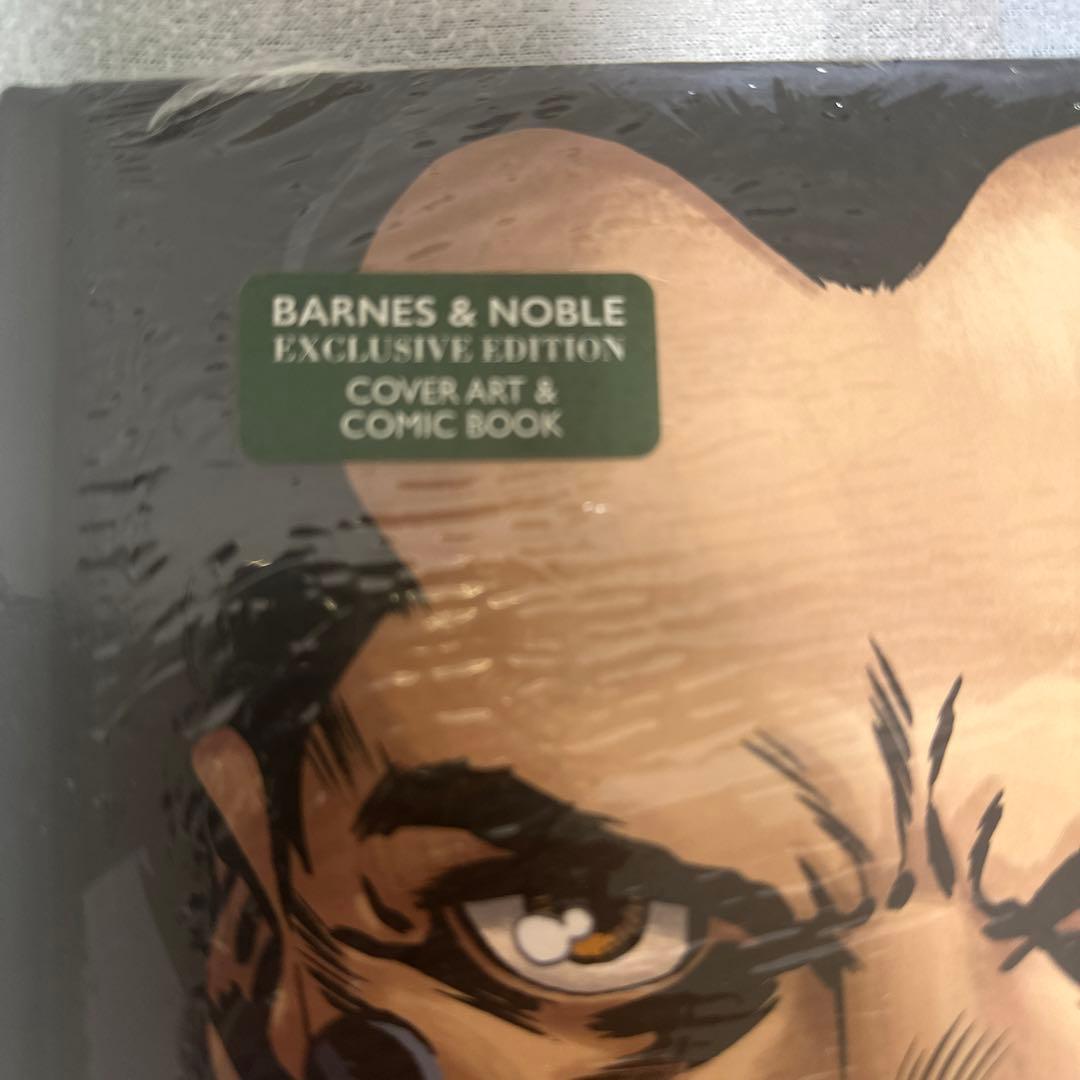 BARNES & NOBLE
EXCLUSIVE EDITION
COVER ART &
COMIC BOOK